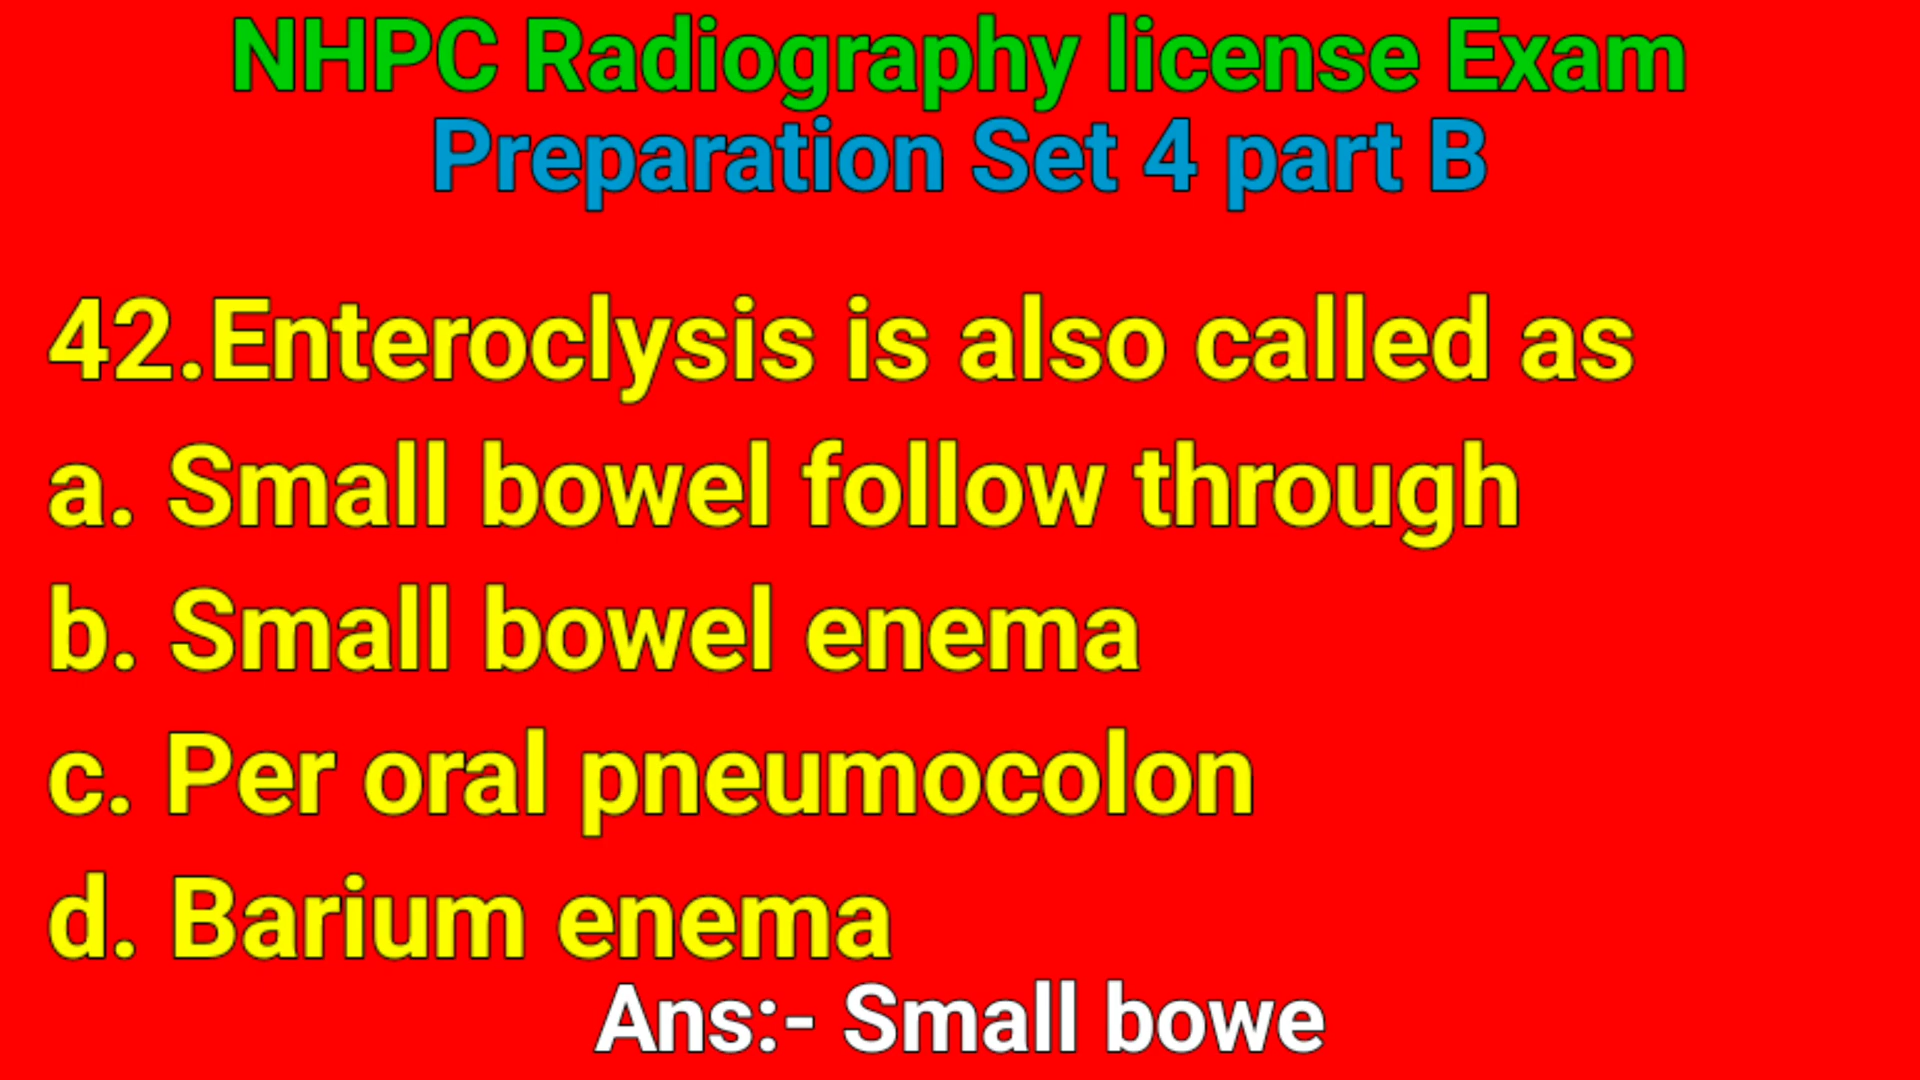 NHPC Radiography license Exam
Preparation Set 4 part B
42.Enteroclysis is also called as
a. Small bowel follow through
b. Small bowel enema
c. Per oral pneumocolon
d. Barium enema
Ans:- Small bowe